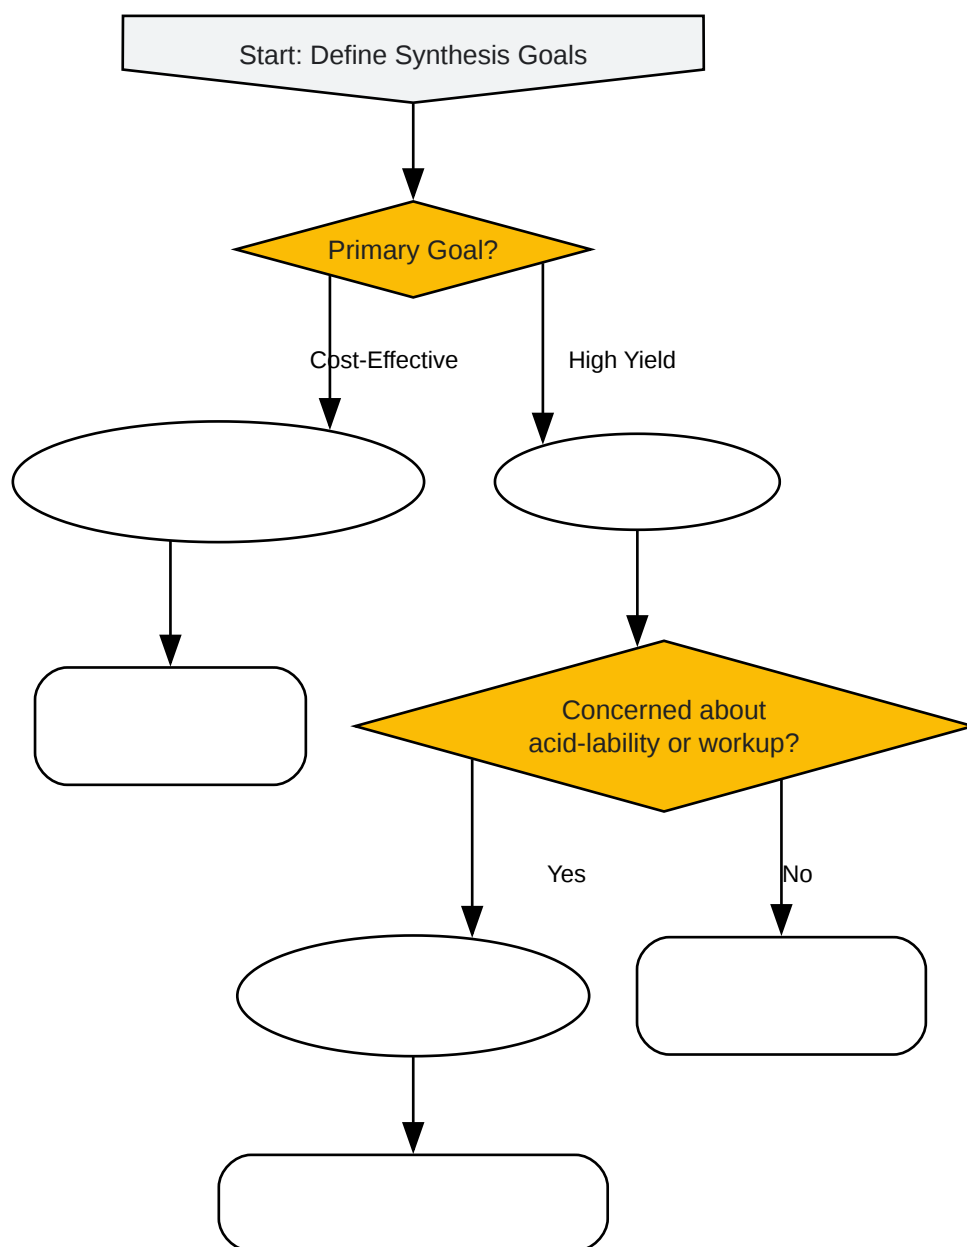 Start: Define Synthesis Goals
Primary Goal?
Cost-Effective
High Yield
Concerned about
acid-lability or workup?
Yes
No